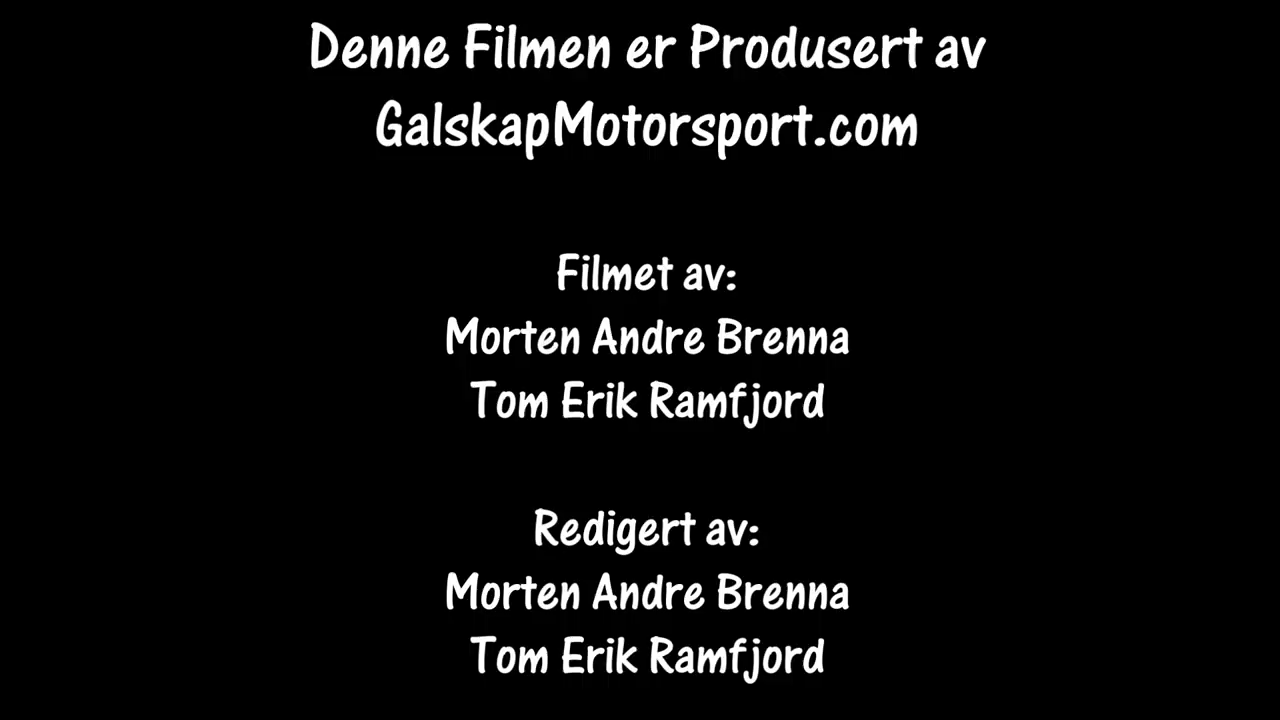 Denne Filmen er Produsert av
GalskapMotorsport.com
Filmet av:
Morten Andre Brenna
Tom Erik Ramfjord
Redigert av:
Morten Andre Brenna
Tom Erik Ramfjord